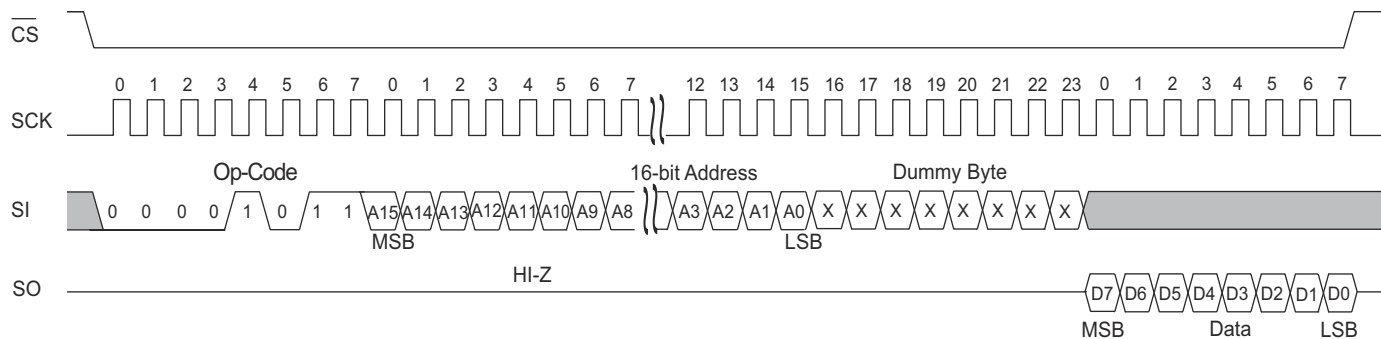 CS
0 1 2 3 4 5 6 7 0 1 2 3 4 5 6 7 12 13 14 15 16 17 18 19 20 21 22 23 0 1 2 3 4 5 6 7
SCK
Op-Code 16-bit Address Dummy Byte
SI 0 0 0 0 1 0 1 1 A15 A14 A13 A12 A11 A10 A9 A8 A3 A2 A1 A0 X X X X X X X X
MSB LSB
HI-Z
SO D7 D6 D5 D4 D3 D2 D1 D0
MSB Data LSB